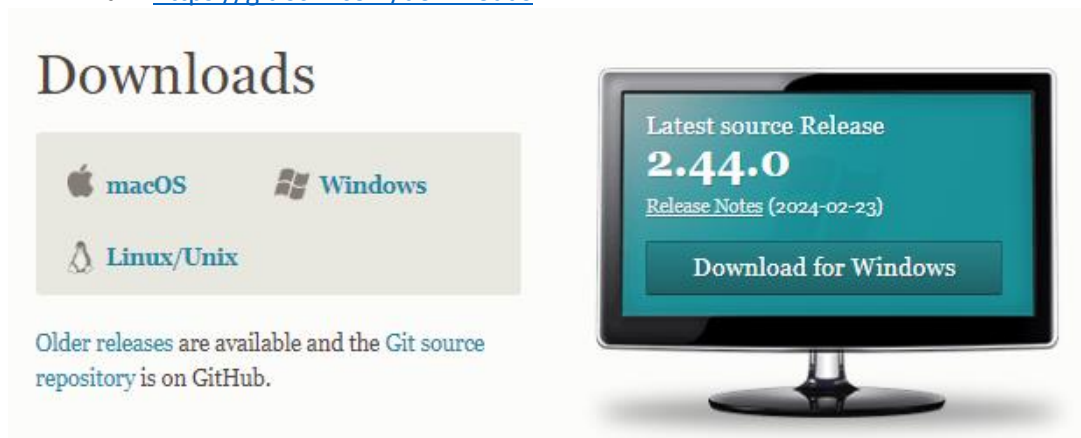 Downloads
macOS
Windows
Linux/Unix
Older releases are available and the Git source
repository is on GitHub.
Latest source Release
2.44.0
Release Notes (2024-02-23)
Download for Windows